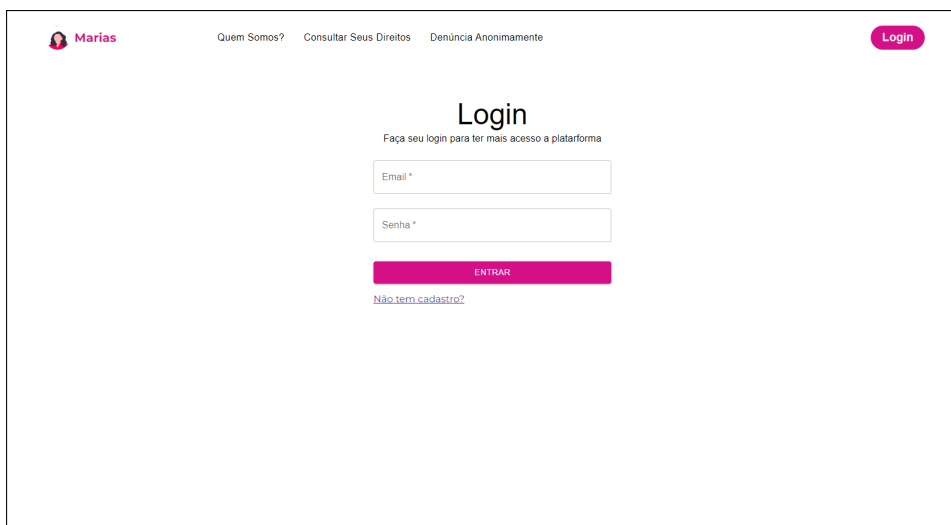 Marias
Quem Somos? Consultar Seus Direitos Denúncia Anonimamente
Login
Login
Faça seu login para ter mais acesso a platarforma
Email *
Senha *
ENTRAR
Não tem cadastro?